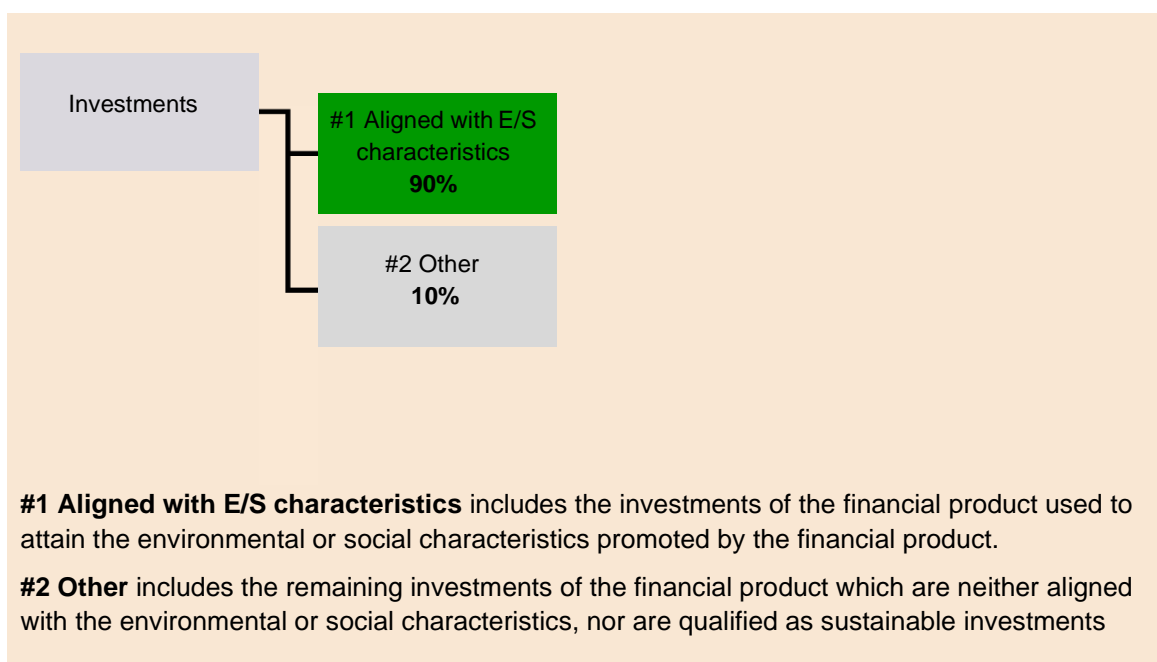 Investments
#1 Aligned with E/S
characteristics
90%
#2 Other
10%
#1 Aligned with E/S characteristics includes the investments of the financial product used to
attain the environmental or social characteristics promoted by the financial product.
#2 Other includes the remaining investments of the financial product which are neither aligned
with the environmental or social characteristics, nor are qualified as sustainable investments